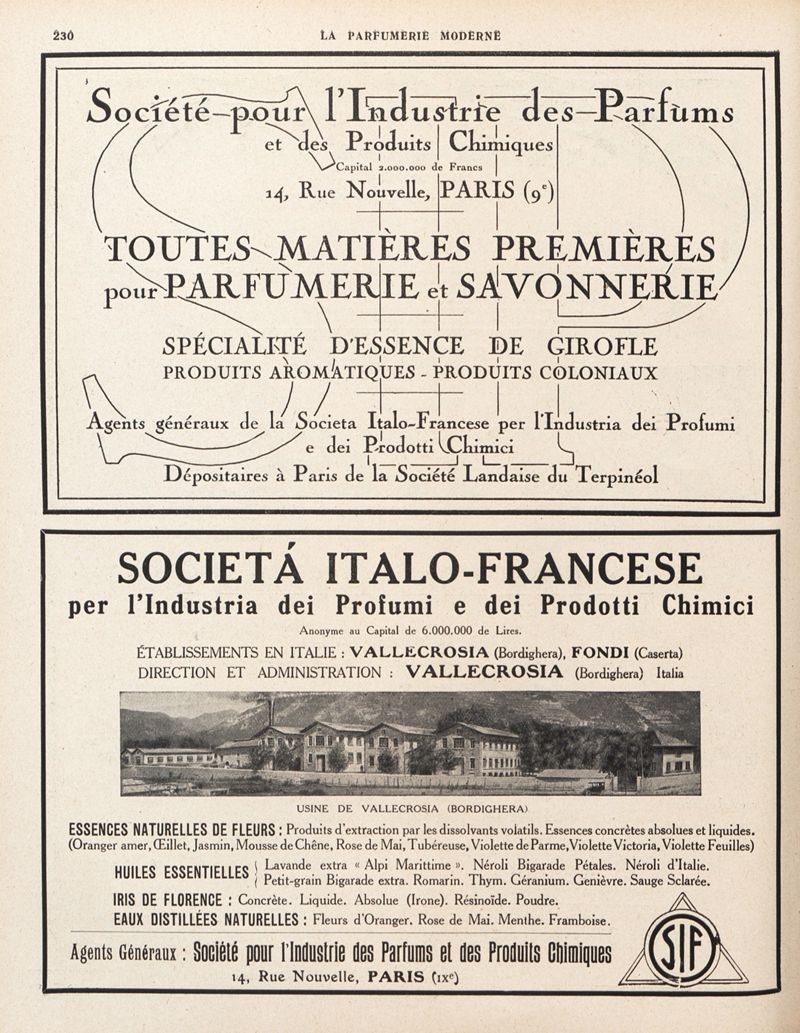 230
LA PARFUMERIE MODERNE
Société pour l'Industrie des Parfums
et des Produits Chimiques
Capital 2.000.000 de Francs
14, Rue Nouvelle, PARIS (9e)
TOUTES MATIÈRES PREMIÈRES
pour PARFUMERIE et SAVONNERIE
SPÉCIALITÉ D'ESSENCE DE GIROFLE
PRODUITS AROMATIQUES - PRODUITS COLONIAUX
Agents généraux de la Societa Italo-Francese per l'Industria dei Profumi
e dei Prodotti Chimici
Dépositaires à Paris de la Société Landaise du Terpinéol
SOCIETÁ ITALO-FRANCESE
per l'Industria dei Profumi e dei Prodotti Chimici
Anonyme au Capital de 6.000.000 de Lires.
ÉTABLISSEMENTS EN ITALIE : VALLECROSIA (Bordighera), FONDI (Caserta)
DIRECTION ET ADMINISTRATION : VALLECROSIA (Bordighera) Italia
USINE DE VALLECROSIA (BORDIGHERA)
ESSENCES NATURELLES DE FLEURS : Produits d'extraction par les dissolvants volatils. Essences concrètes absolues et liquides.
(Oranger amer, Œillet, Jasmin, Mousse de Chêne, Rose de Mai, Tubéreuse, Violette de Parme, Violette Victoria, Violette Feuilles)
HUILES ESSENTIELLES { Lavande extra « Alpi Marittime ». Néroli Bigarade Pétales. Néroli d'Italie.
Petit-grain Bigarade extra. Romarin. Thym. Géranium. Genièvre. Sauge Sclarée.
IRIS DE FLORENCE : Concrète. Liquide. Absolue (Irone). Résinoïde. Poudre.
EAUX DISTILLÉES NATURELLES : Fleurs d'Oranger. Rose de Mai. Menthe. Framboise.
Agents Généraux : Société pour l'Industrie des Parfums et des Produits Chimiques
14, Rue Nouvelle, PARIS (IXe)
SIF